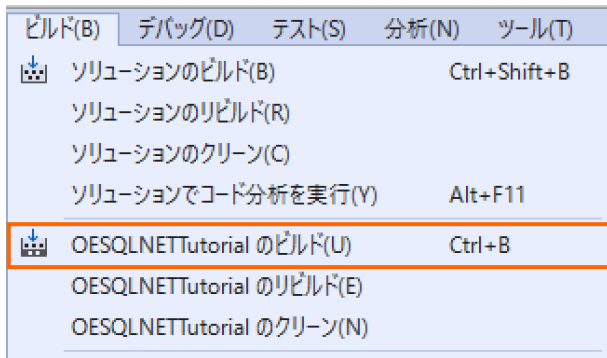 ビルド(B) デバッグ(D) テスト(S) 分析(N) ツール(T)
ソリューションのビルド(B) Ctrl+Shift+B
ソリューションのリビルド(R)
ソリューションのクリーン(C)
ソリューションでコード分析を実行(Y) Alt+F11
OESQLNETTutorial のビルド(U) Ctrl+B
OESQLNETTutorial のリビルド(E)
OESQLNETTutorial のクリーン(N)